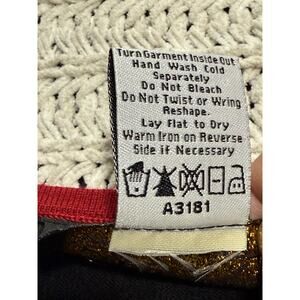 Turn Garment Inside Out
Hand Wash Cold
Separately
Do Not Bleach
Do Not Twist or Wring
Reshape.
Lay Flat to Dry
Warm Iron on Reverse
Side if Necessary
A3181